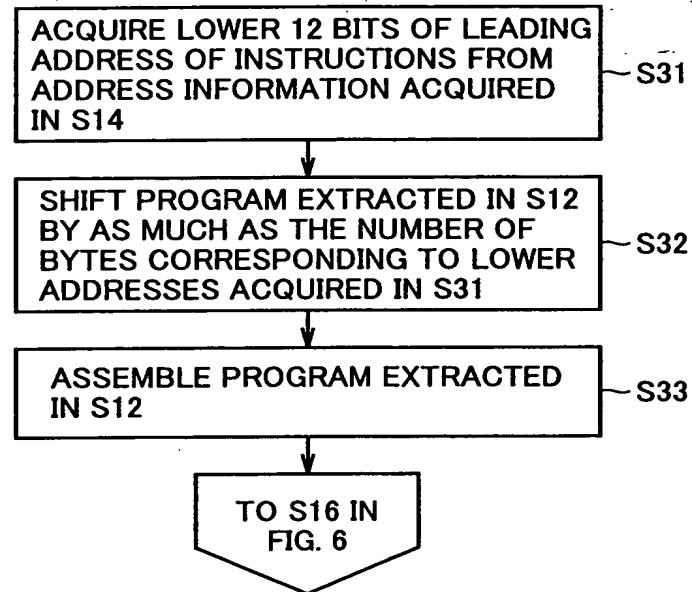 ACQUIRE LOWER 12 BITS OF LEADING
ADDRESS OF INSTRUCTIONS FROM
ADDRESS INFORMATION ACQUIRED
IN S14
S31
SHIFT PROGRAM EXTRACTED IN S12
BY AS MUCH AS THE NUMBER OF
BYTES CORRESPONDING TO LOWER
ADDRESSES ACQUIRED IN S31
S32
ASSEMBLE PROGRAM EXTRACTED
IN S12
S33
TO S16 IN
FIG. 6